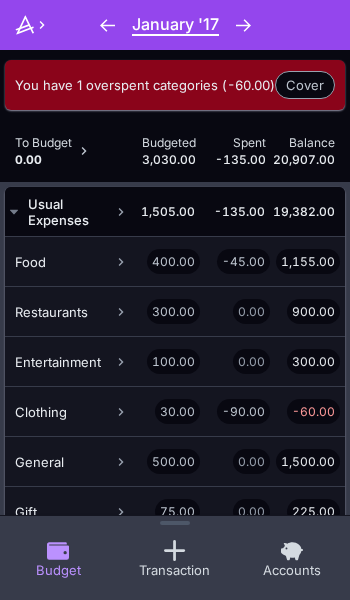 January '17
You have 1 overspent categories (-60.00) Cover
To Budget Budgeted Spent Balance
0.00 3,030.00 -135.00 20,907.00
Usual Expenses 1,505.00 -135.00 19,382.00
Food 400.00 -45.00 1,155.00
Restaurants 300.00 0.00 900.00
Entertainment 100.00 0.00 300.00
Clothing 30.00 -90.00 -60.00
General 500.00 0.00 1,500.00
Gift 75.00 0.00 225.00
Budget Transaction Accounts